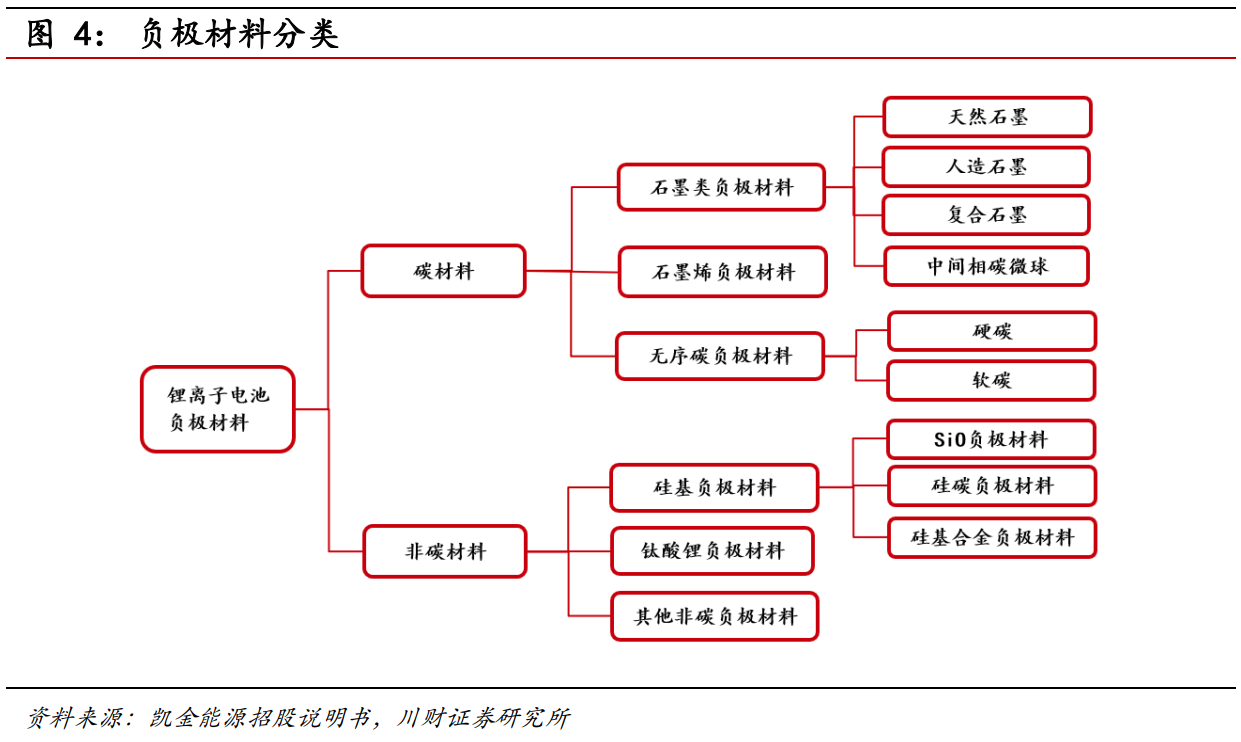 图 4： 负极材料分类
锂离子电池
负极材料
碳材料
石墨类负极材料
天然石墨
人造石墨
复合石墨
中间相碳微球
石墨烯负极材料
无序碳负极材料
硬碳
软碳
非碳材料
硅基负极材料
SiO负极材料
硅碳负极材料
硅基合金负极材料
钛酸锂负极材料
其他非碳负极材料
资料来源：凯金能源招股说明书，川财证券研究所